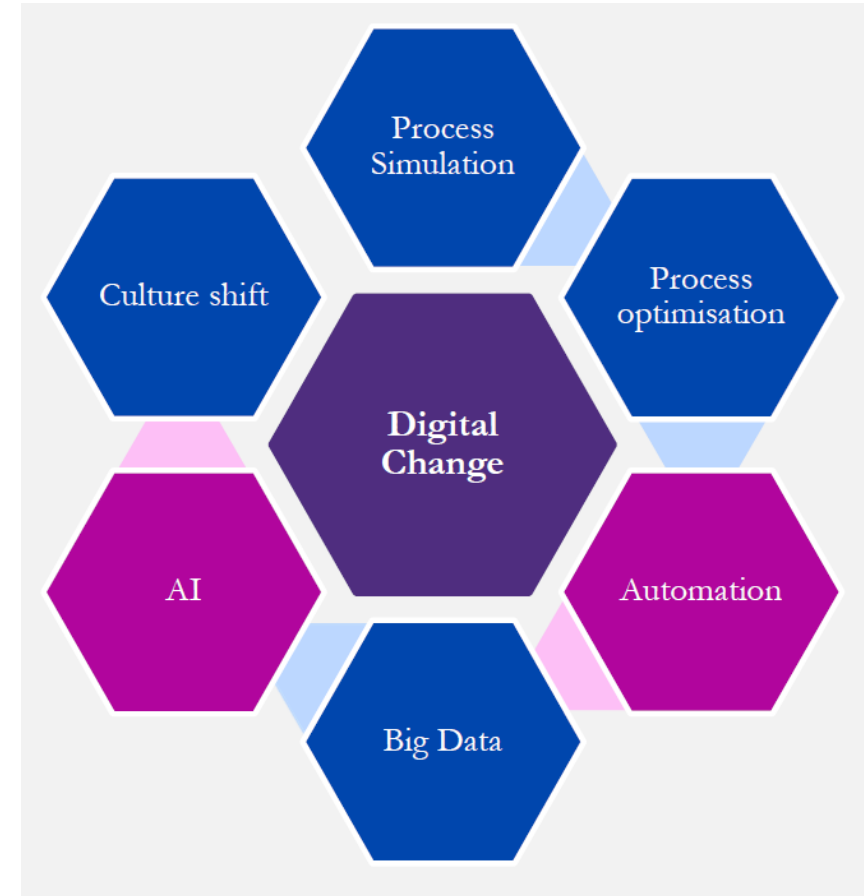 Process
Simulation
Culture shift
Process
optimisation
Digital
Change
AI
Automation
Big Data